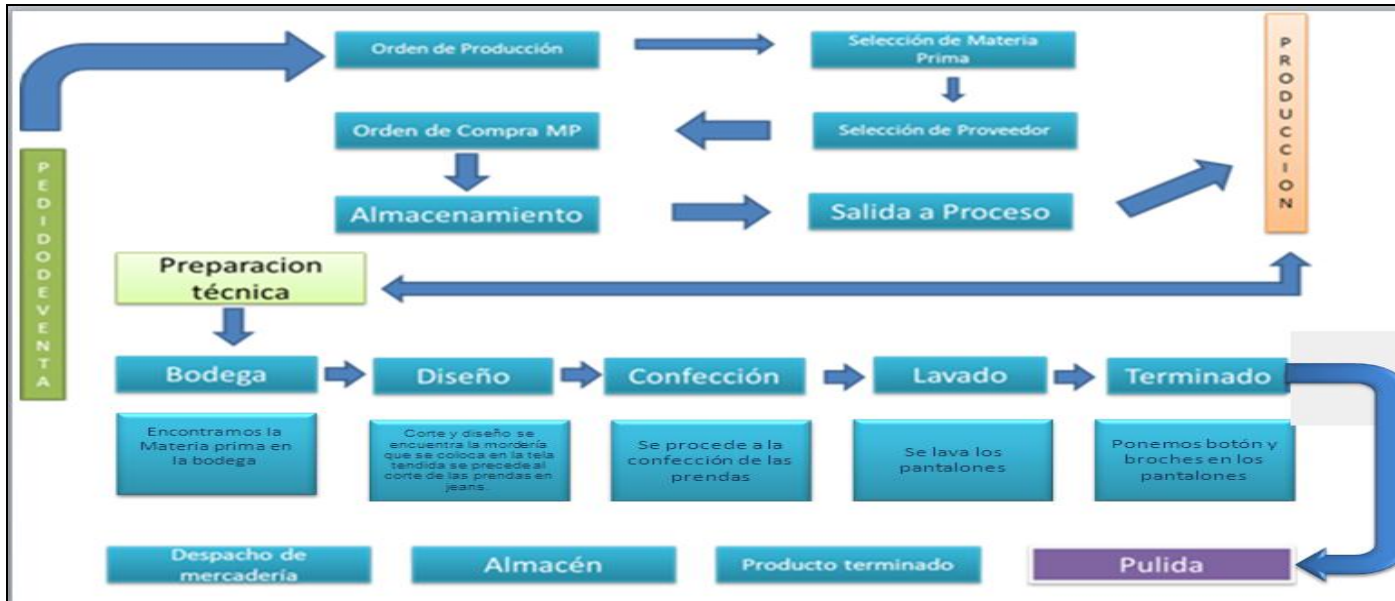 Orden de Producción
Selección de Materia
Prima
PRODUCCION
Orden de Compra MP
Selección de Proveedor
PEDIDODEVENTA
Almacenamiento
Salida a Proceso
Preparacion
técnica
Bodega
Diseño
Confección
Lavado
Terminado
Encontramos la
Materia prima en
la bodega
Corte y diseño se
encuentra la mordería
que se coloca en la tela
tendida se precede al
corte de las prendas en
jeans.
Se procede a la
confección de las
prendas
Se lava los
pantalones
Ponemos botón y
broches en los
pantalones
Despacho de
mercadería
Almacén
Producto terminado
Pulida